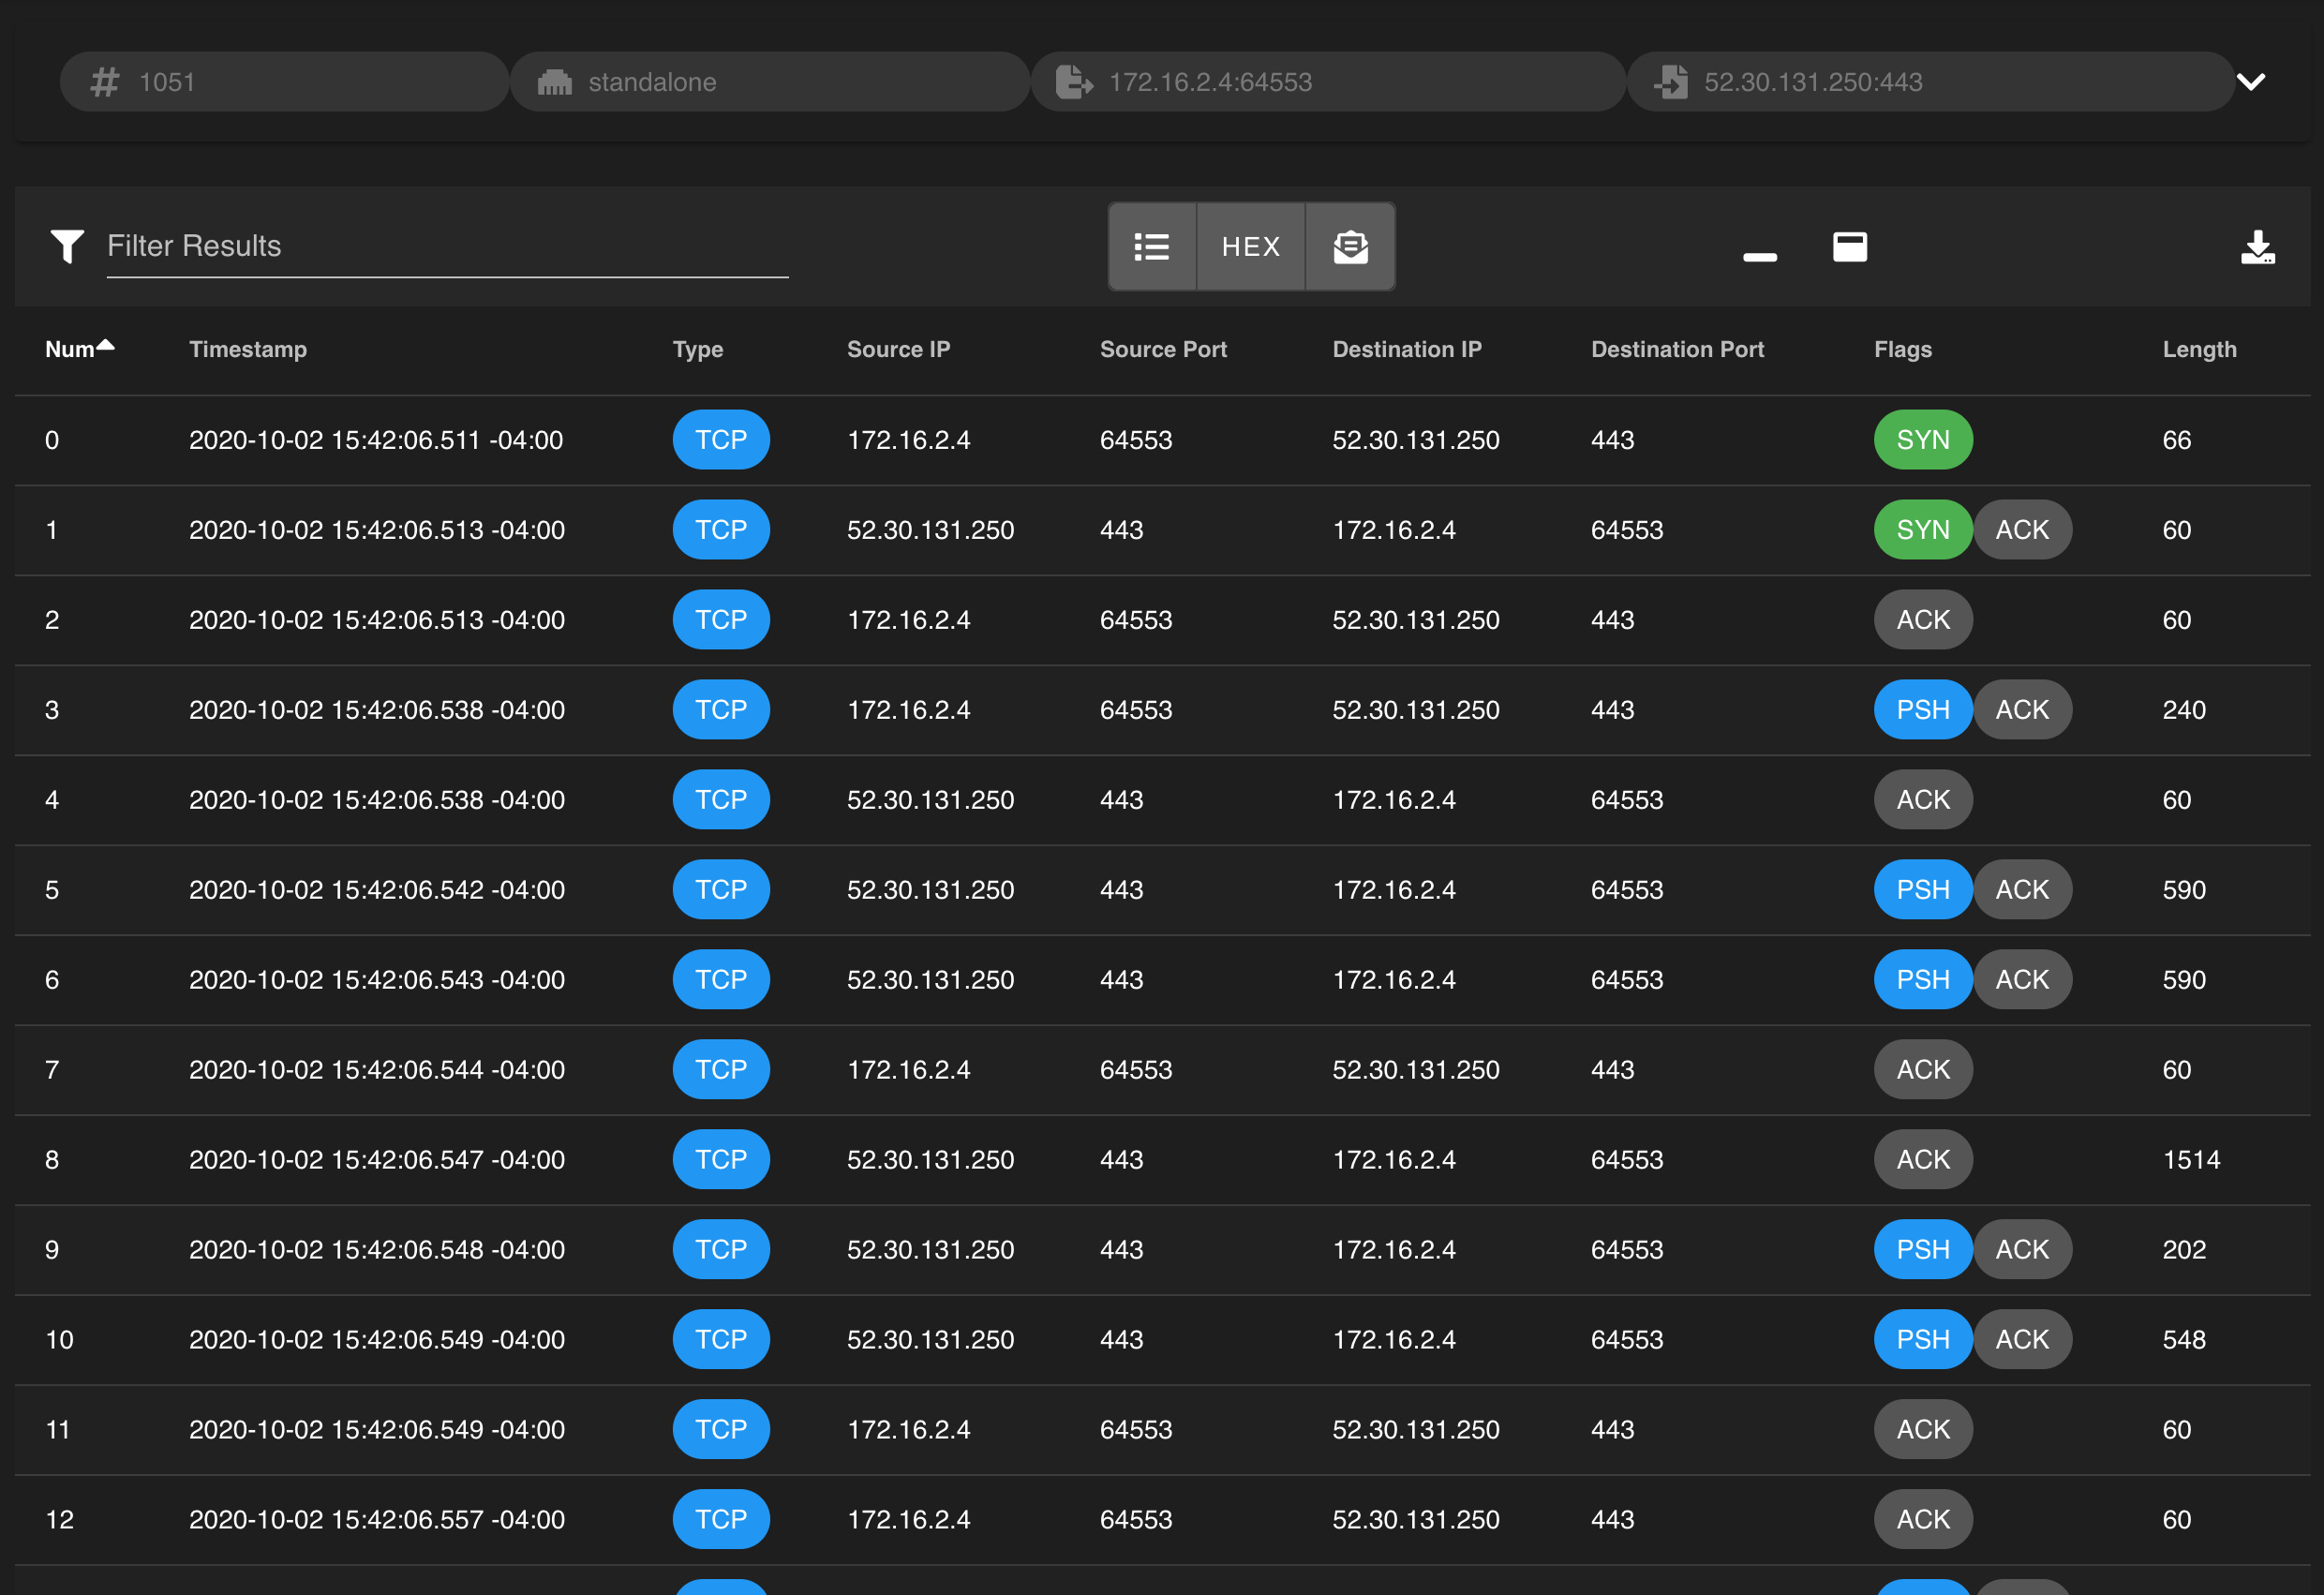 1051 standalone 172.16.2.4:64553 52.30.131.250:443
Filter Results HEX
Num Timestamp Type Source IP Source Port Destination IP Destination Port Flags Length
0 2020-10-02 15:42:06.511 -04:00 TCP 172.16.2.4 64553 52.30.131.250 443 SYN 66
1 2020-10-02 15:42:06.513 -04:00 TCP 52.30.131.250 443 172.16.2.4 64553 SYN ACK 60
2 2020-10-02 15:42:06.513 -04:00 TCP 172.16.2.4 64553 52.30.131.250 443 ACK 60
3 2020-10-02 15:42:06.538 -04:00 TCP 172.16.2.4 64553 52.30.131.250 443 PSH ACK 240
4 2020-10-02 15:42:06.538 -04:00 TCP 52.30.131.250 443 172.16.2.4 64553 ACK 60
5 2020-10-02 15:42:06.542 -04:00 TCP 52.30.131.250 443 172.16.2.4 64553 PSH ACK 590
6 2020-10-02 15:42:06.543 -04:00 TCP 52.30.131.250 443 172.16.2.4 64553 PSH ACK 590
7 2020-10-02 15:42:06.544 -04:00 TCP 172.16.2.4 64553 52.30.131.250 443 ACK 60
8 2020-10-02 15:42:06.547 -04:00 TCP 52.30.131.250 443 172.16.2.4 64553 ACK 1514
9 2020-10-02 15:42:06.548 -04:00 TCP 52.30.131.250 443 172.16.2.4 64553 PSH ACK 202
10 2020-10-02 15:42:06.549 -04:00 TCP 52.30.131.250 443 172.16.2.4 64553 PSH ACK 548
11 2020-10-02 15:42:06.549 -04:00 TCP 172.16.2.4 64553 52.30.131.250 443 ACK 60
12 2020-10-02 15:42:06.557 -04:00 TCP 172.16.2.4 64553 52.30.131.250 443 ACK 60